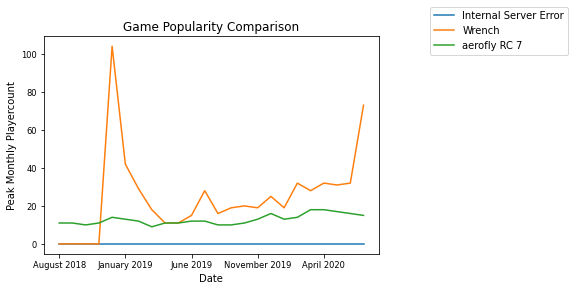 Game Popularity Comparison
Internal Server Error
Wrench
aerofly RC 7
Peak Monthly Playercount
100
80
60
40
20
0
August 2018 January 2019 June 2019 November 2019 April 2020
Date